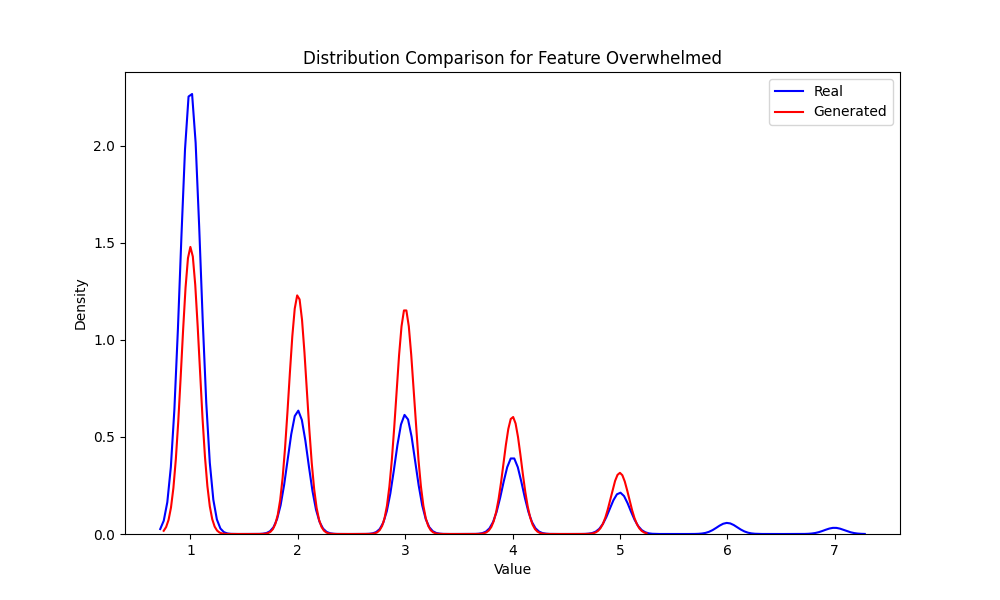 Distribution Comparison for Feature Overwhelmed
Real
Generated
Density
2.0
1.5
1.0
0.5
0.0
1 2 3 4 5 6 7
Value